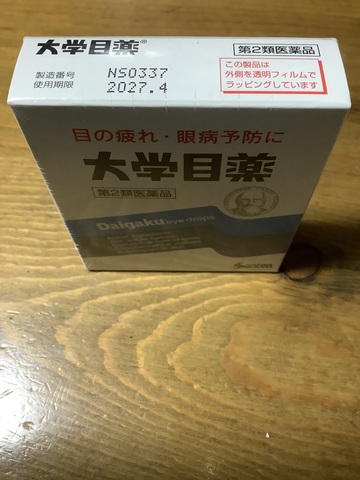 大学目薬®
第2類医薬品
製造番号 NS0337
使用期限 2027.4
この製品は
外側を透明フィルムで
ラッピングしています
目の疲れ・眼病予防に
大学目薬
第2類医薬品
Daigaku eye drops
Santen